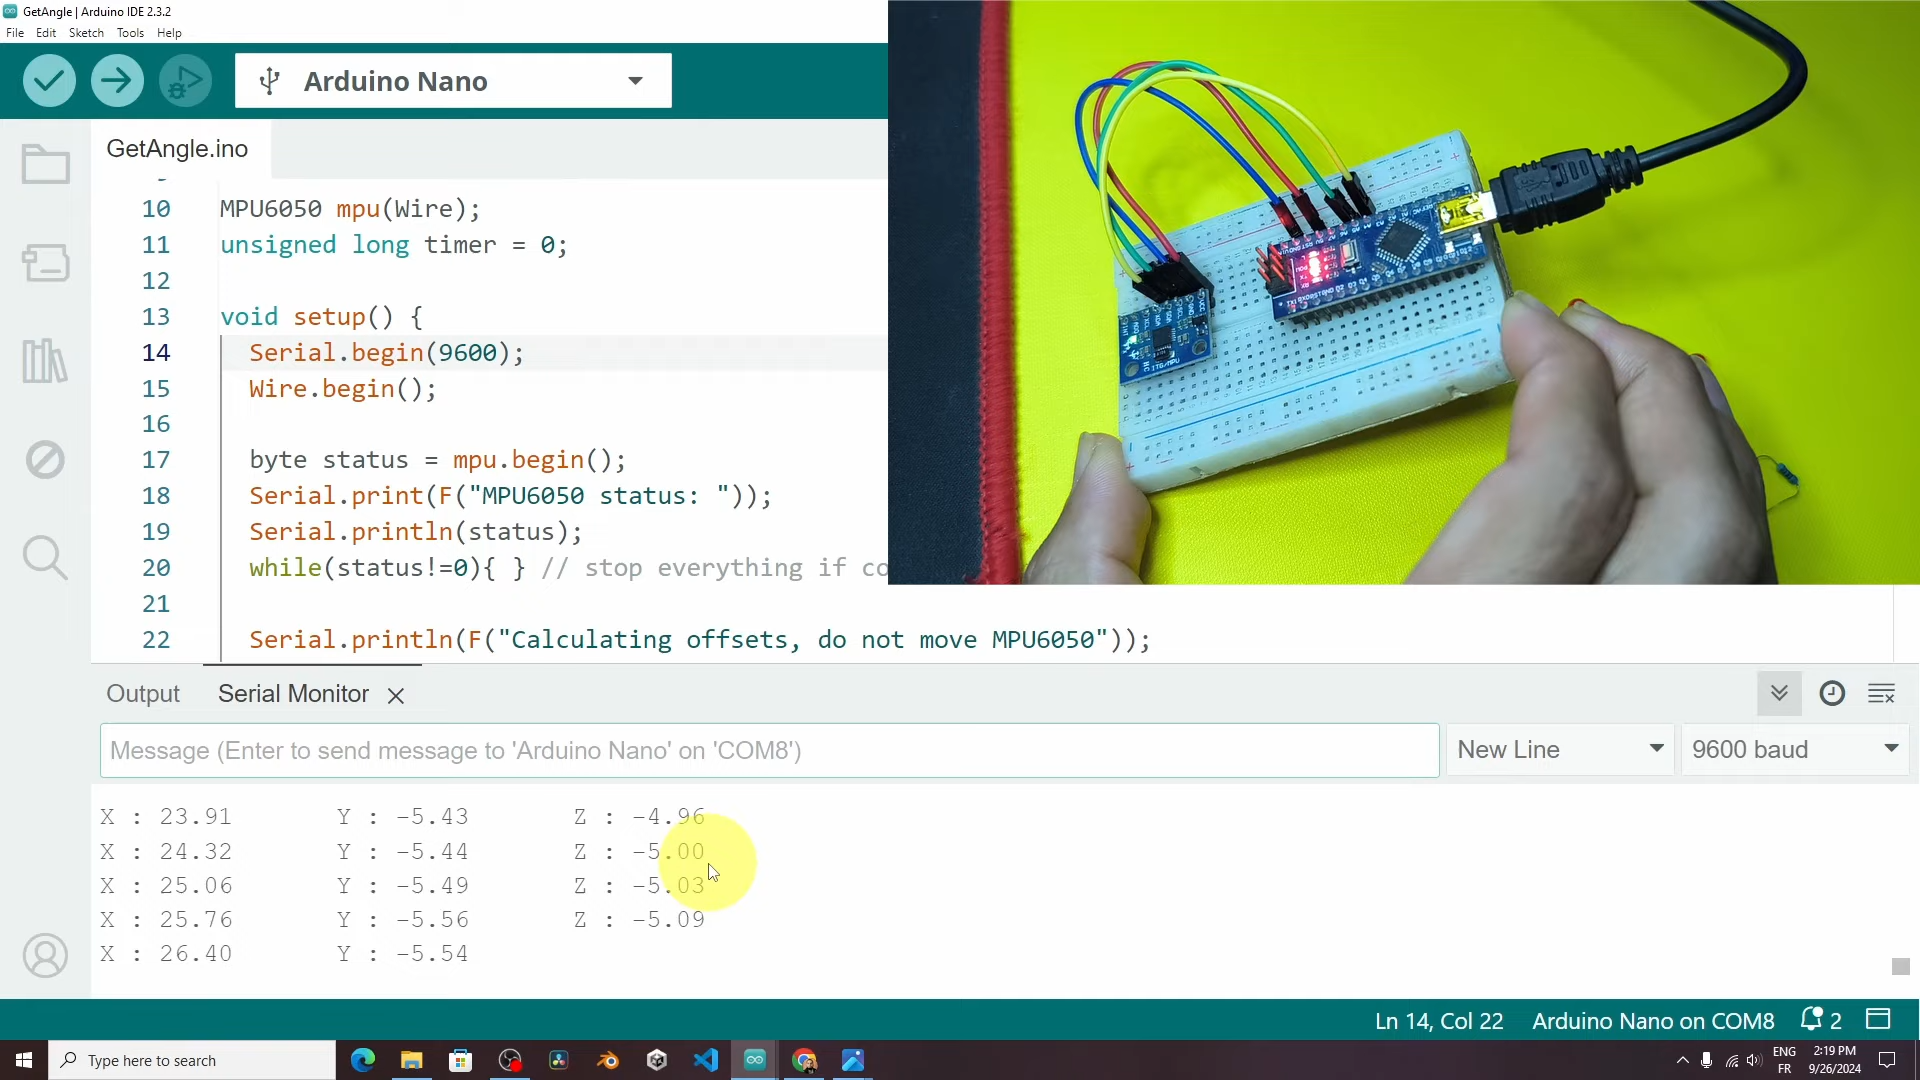 GetAngle | Arduino IDE 2.3.2
File Edit Sketch Tools Help
Arduino Nano
GetAngle.ino
10 MPU6050 mpu(Wire);
11 unsigned long timer = 0;
12
13 void setup() {
14 Serial.begin(9600);
15 Wire.begin();
16
17 byte status = mpu.begin();
18 Serial.print(F("MPU6050 status: "));
19 Serial.println(status);
20 while(status!=0){ } // stop everything if co
21
22 Serial.println(F("Calculating offsets, do not move MPU6050"));
Output Serial Monitor
Message (Enter to send message to 'Arduino Nano' on 'COM8')
New Line
9600 baud
X : 23.91 Y : -5.43 Z : -4.96
X : 24.32 Y : -5.44 Z : -5.00
X : 25.06 Y : -5.49 Z : -5.03
X : 25.76 Y : -5.56 Z : -5.09
X : 26.40 Y : -5.54
Ln 14, Col 22 Arduino Nano on COM8 2
Type here to search
ENG
FR
2:19 PM
9/26/2024